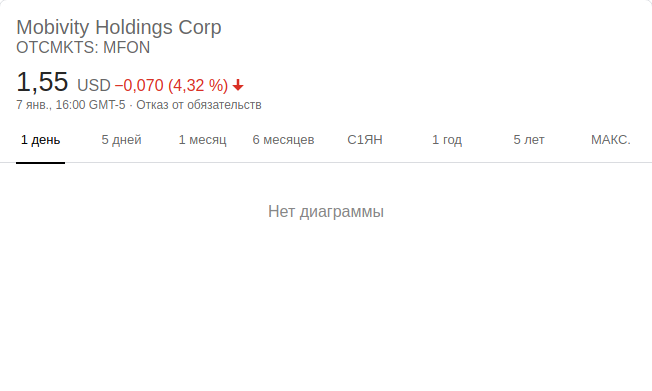 Mobivity Holdings Corp
OTCMKTS: MFON
1,55 USD −0,070 (4,32 %)
7 янв., 16:00 GMT-5 · Отказ от обязательств
1 день 5 дней 1 месяц 6 месяцев С1ЯН 1 год 5 лет МАКС.
Нет диаграммы